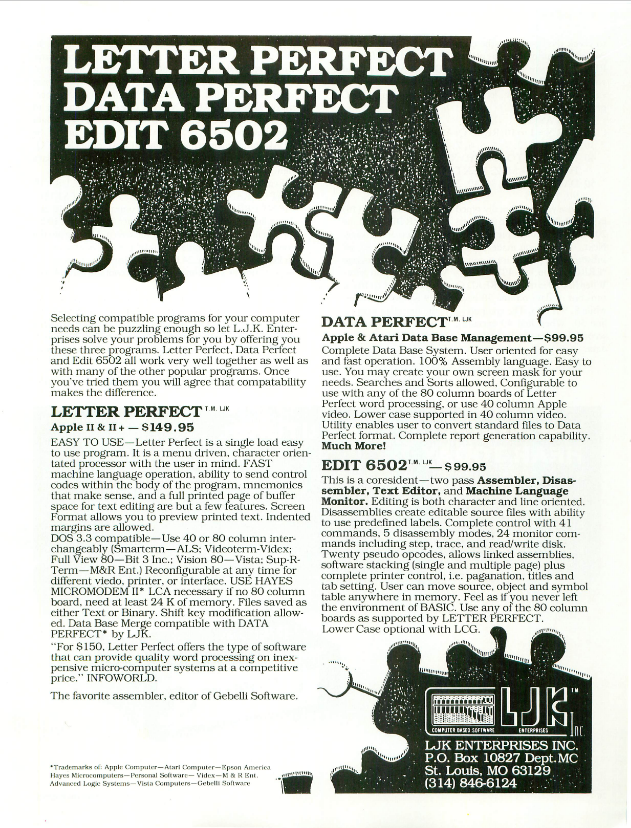 LETTER PERFECT
DATA PERFECT
EDIT 6502
Selecting compatible programs for your computer
needs can be puzzling enough so let L.J.K. Enter-
prises solve your problems for you by offering you
these three programs. Letter Perfect, Data Perfect
and Edit 6502 all work very well together as well as
with many of the other popular programs. Once
you've tried them you will agree that compatability
makes the difference.
LETTER PERFECT T.M. LJK
Apple II & II+ — $149.95
EASY TO USE—Letter Perfect is a single load easy
to use program. It is a menu driven, character orien-
tated processor with the user in mind. FAST
machine language operation, ability to send control
codes within the body of the program, mnemonics
that make sense, and a full printed page of buffer
space for text editing are but a few features. Screen
Format allows you to preview printed text. Indented
margins are allowed.
DOS 3.3 compatible—Use 40 or 80 column inter-
changeably (Smarterm—ALS; Videoterm-Videx;
Full View 80—Bit 3 Inc.; Vision 80—Vista; Sup-R-
Term—M&R Ent.) Reconfigurable at any time for
different viedo, printer, or interface. USE HAYES
MICROMODEM II* LCA necessary if no 80 column
board, need at least 24 K of memory. Files saved as
either Text or Binary. Shift key modification allow-
ed. Data Base Merge compatible with DATA
PERFECT* by LJK.
"For $150, Letter Perfect offers the type of software
that can provide quality word processing on inex-
pensive micro-computer systems at a competitive
price." INFOWORLD.
The favorite assembler, editor of Gebelli Software.
*Trademarks of: Apple Computer—Atari Computer—Epson America
Hayes Microcomputers—Personal Software— Videx—M & R Ent.
Advanced Logic Systems—Vista Computers—Gebelli Software
DATA PERFECT T.M. LJK
Apple & Atari Data Base Management—$99.95
Complete Data Base System. User oriented for easy
and fast operation. 100% Assembly language. Easy to
use. You may create your own screen mask for your
needs. Searches and Sorts allowed, Configurable to
use with any of the 80 column boards of Letter
Perfect word processing, or use 40 column Apple
video. Lower case supported in 40 column video.
Utility enables user to convert standard files to Data
Perfect format. Complete report generation capability.
Much More!
EDIT 6502 T.M. LJK — $99.95
This is a coresident—two pass Assembler, Disas-
sembler, Text Editor, and Machine Language
Monitor. Editing is both character and line oriented.
Disassemblies create editable source files with ability
to use predefined labels. Complete control with 41
commands, 5 disassembly modes, 24 monitor com-
mands including step, trace, and read/write disk.
Twenty pseudo opcodes, allows linked assemblies,
software stacking (single and multiple page) plus
complete printer control, i.e. paganation, titles and
tab setting. User can move source, object and symbol
table anywhere in memory. Feel as if you never left
the environment of BASIC. Use any of the 80 column
boards as supported by LETTER PERFECT,
Lower Case optional with LCG.
LJK TM INC.
COMPUTER BASED SOFTWARE ENTERPRISES
LJK ENTERPRISES INC.
P.O. Box 10827 Dept. MC
St. Louis, MO 63129
(314) 846-6124